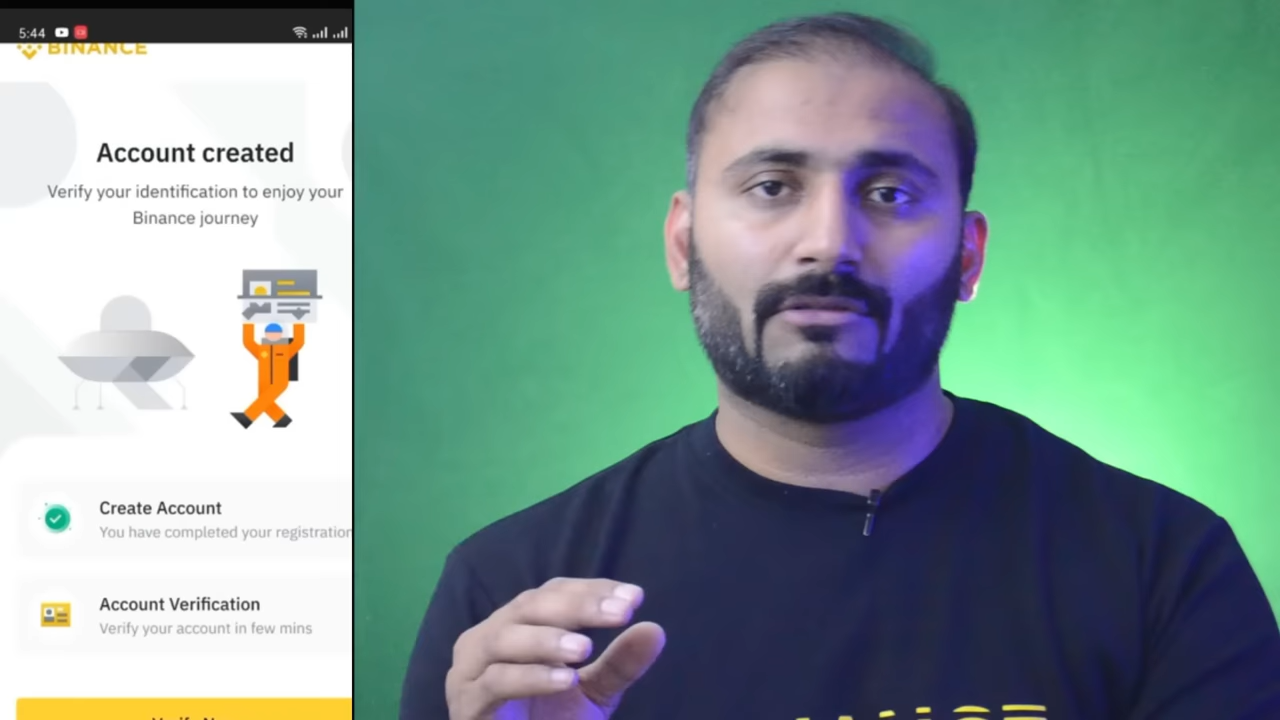 5:44
BINANCE
Account created
Verify your identification to enjoy your
Binance journey
Create Account
You have completed your registration
Account Verification
Verify your account in few mins